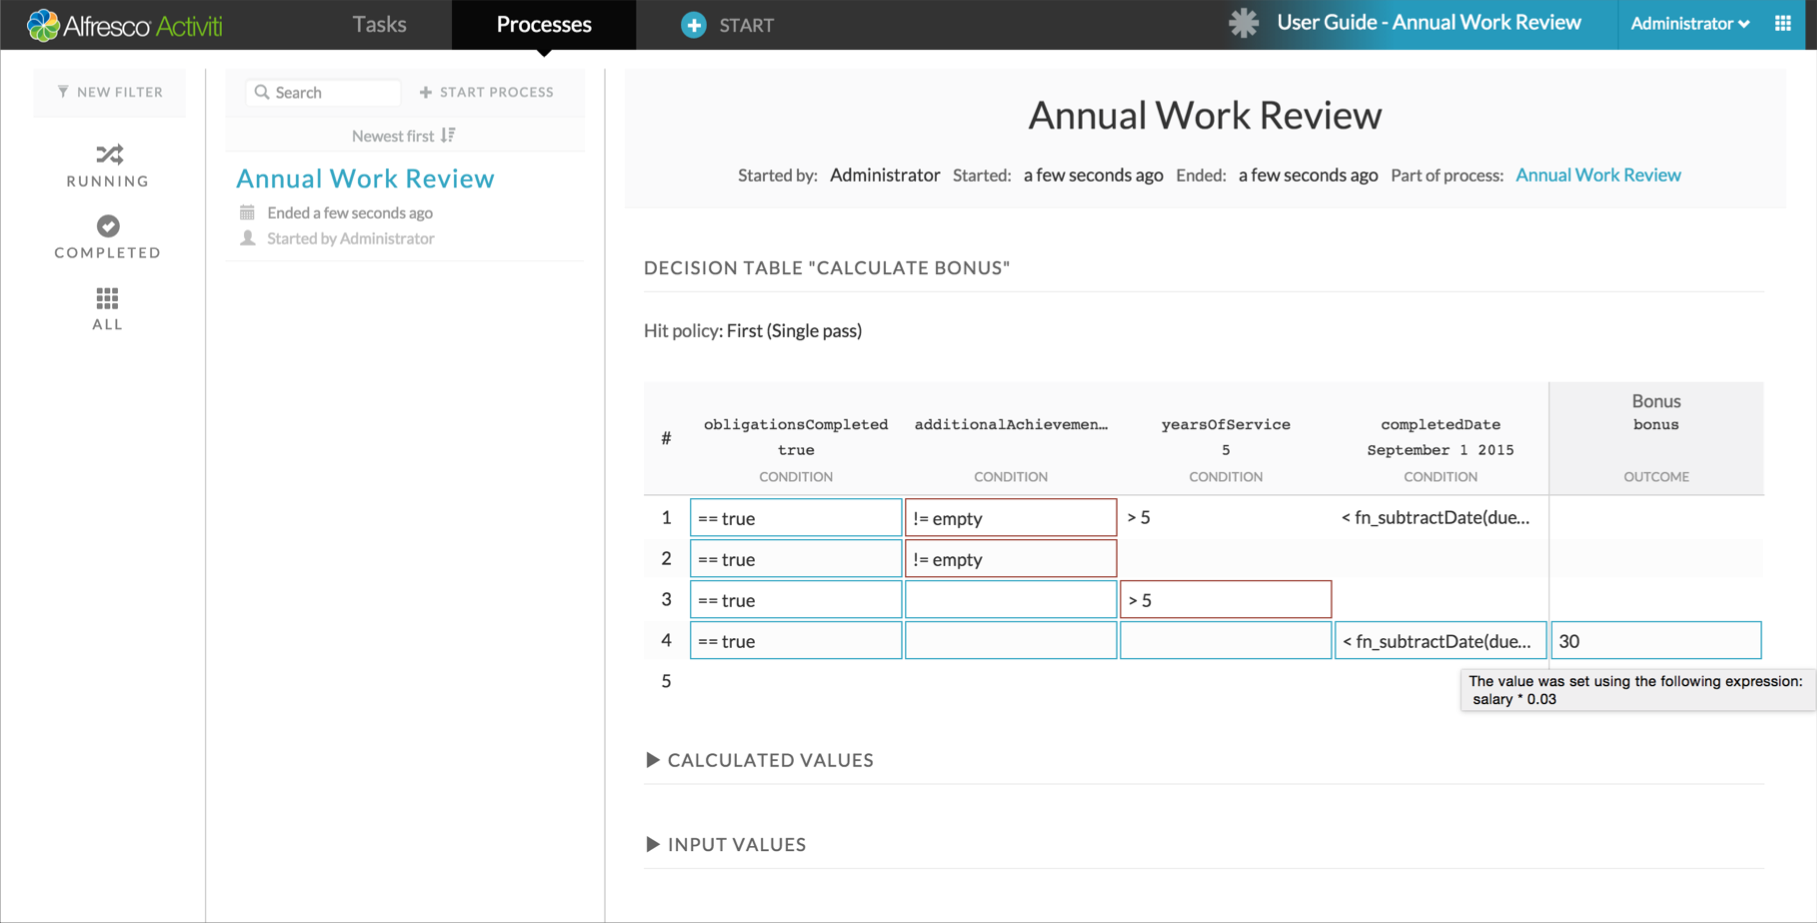 Alfresco Activiti
Tasks
Processes
START
User Guide - Annual Work Review
Administrator
NEW FILTER
RUNNING
COMPLETED
ALL
Search
START PROCESS
Newest first
Annual Work Review
Ended a few seconds ago
Started by Administrator
Annual Work Review
Started by: Administrator Started: a few seconds ago Ended: a few seconds ago Part of process: Annual Work Review
DECISION TABLE "CALCULATE BONUS"
Hit policy: First (Single pass)
#
obligationsCompleted
true
CONDITION
additionalAchievemen...
CONDITION
yearsOfService
5
CONDITION
completedDate
September 1 2015
CONDITION
Bonus
bonus
OUTCOME
1 == true != empty > 5 < fn_subtractDate(due...
2 == true != empty
3 == true > 5
4 == true < fn_subtractDate(due... 30
5
The value was set using the following expression:
salary * 0.03
CALCULATED VALUES
INPUT VALUES